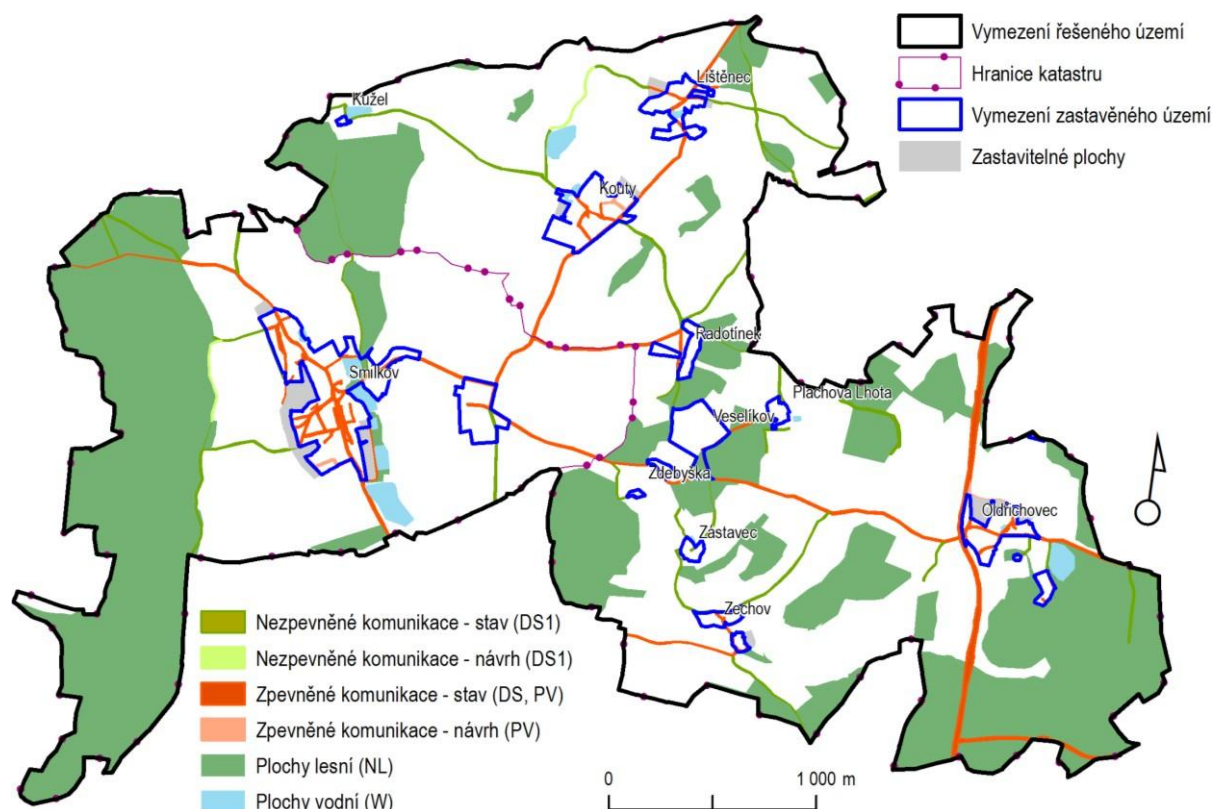 Vymezení řešeného území
Hranice katastru
Vymezení zastavěného území
Zastavitelné plochy
Líštěnec
Kužel
Kouty
Radotínek
Smilkov
Plachova Lhota
Veselíkov
Zdebyška
Oldřichovec
Zástavec
Zechov
Nezpevněné komunikace - stav (DS1)
Nezpevněné komunikace - návrh (DS1)
Zpevněné komunikace - stav (DS, PV)
Zpevněné komunikace - návrh (PV)
Plochy lesní (NL)
Plochy vodní (W)
0 1 000 m